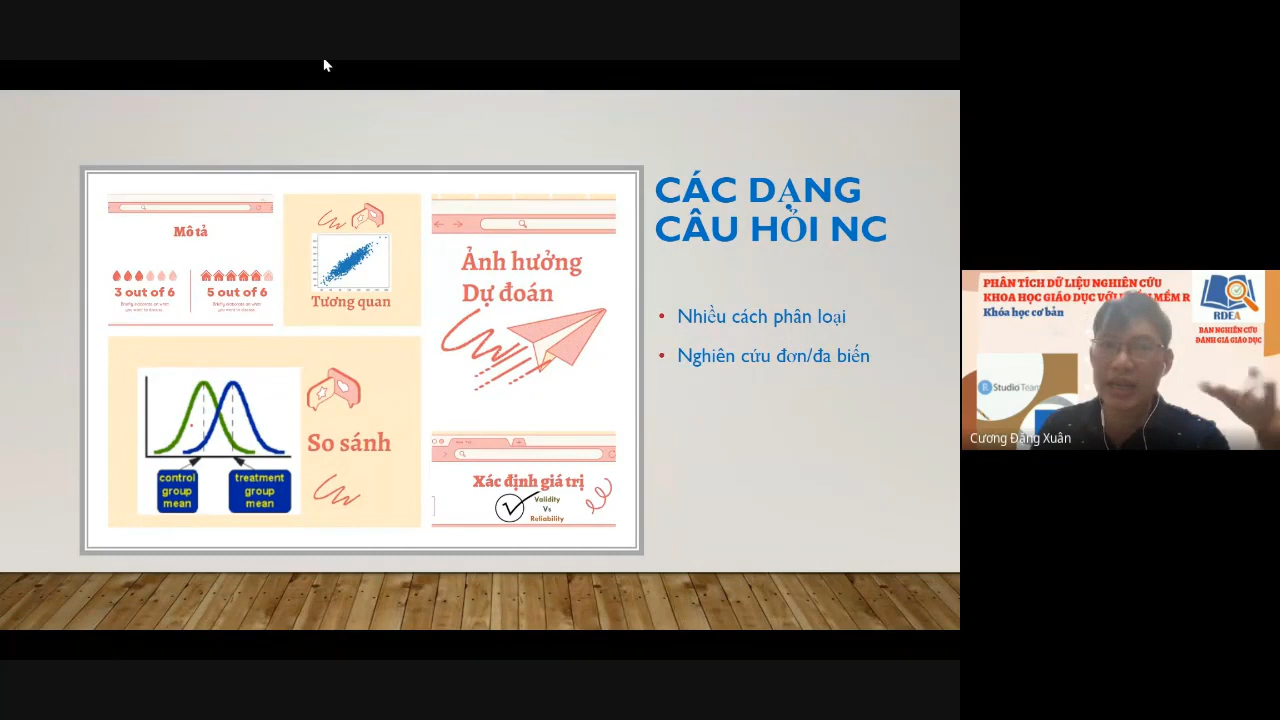 CÁC DẠNG
CÂU HỎI NC
• Nhiều cách phân loại
• Nghiên cứu đơn/đa biến
Mô tả
3 out of 6
5 out of 6
Tương quan
Ảnh hưởng
Dự đoán
So sánh
control
group
mean
treatment
group
mean
Xác định giá trị
Validity
Vs
Reliability
PHÂN TÍCH DỮ LIỆU NGHIÊN CỨU
KHOA HỌC GIÁO DỤC VỚI MỀM R
Khóa học cơ bản
RDEA
BAN NGHIÊN CỨU
ĐÁNH GIÁ GIÁO DỤC
R Studio Team
Cương Đặng Xuân